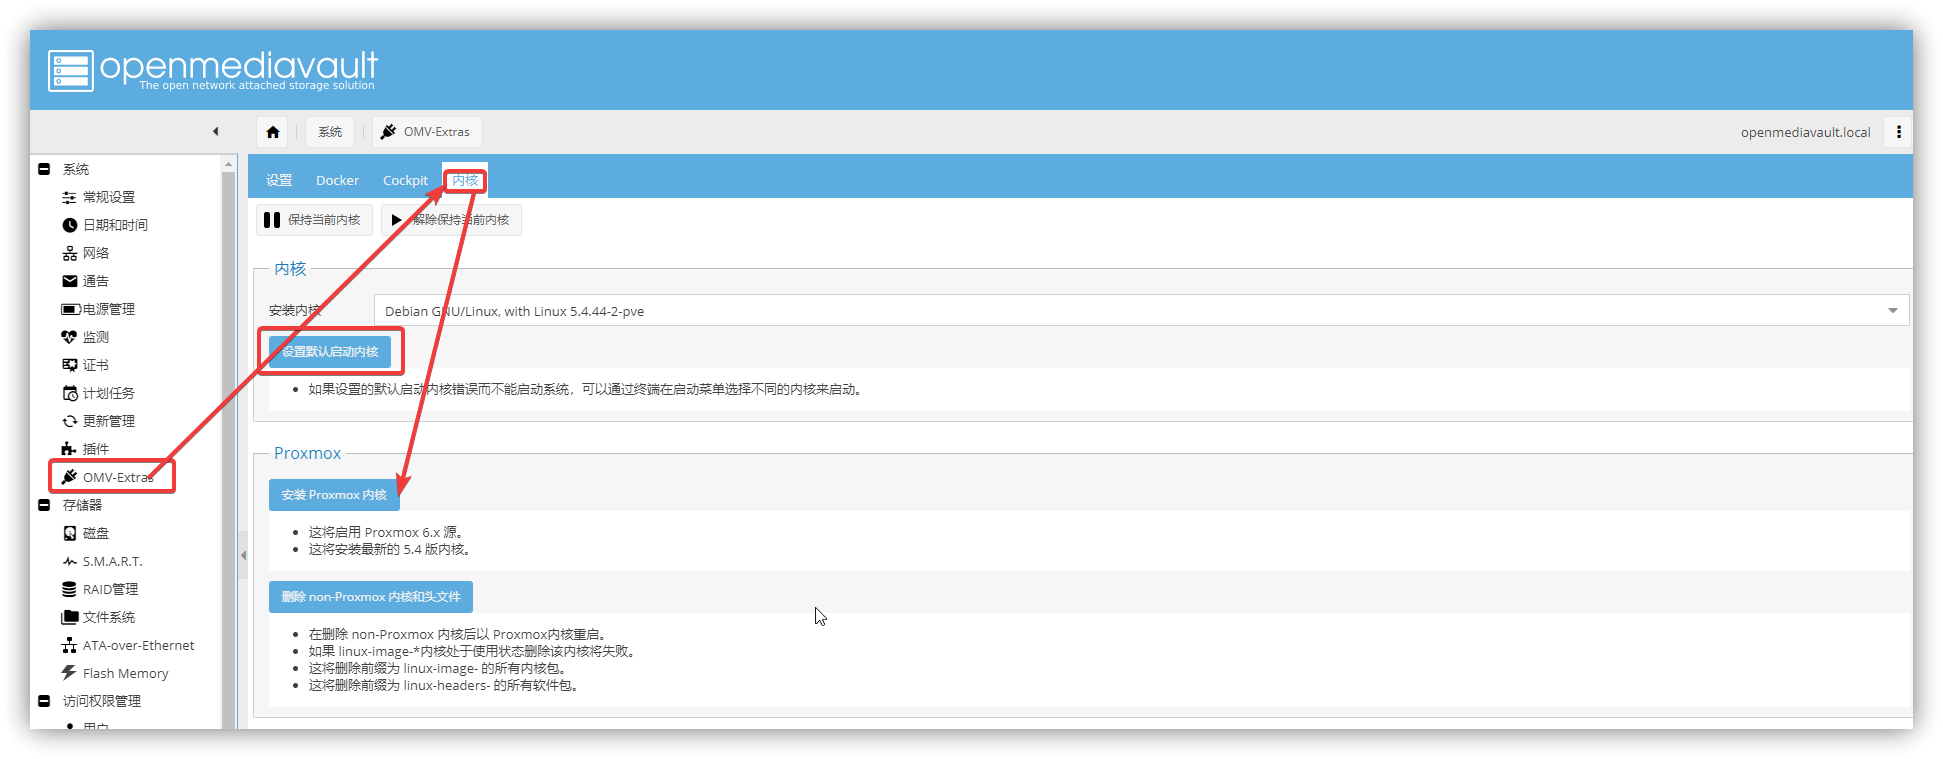 openmediavault
The open network attached storage solution
系统
OMV-Extras
openmediavault.local
系统
常规设置
日期和时间
网络
通告
电源管理
监测
证书
计划任务
更新管理
插件
OMV-Extras
存储器
磁盘
S.M.A.R.T.
RAID管理
文件系统
ATA-over-Ethernet
Flash Memory
访问权限管理
用户
设置
Docker
Cockpit
内核
保持当前内核
解除保持当前内核
内核
安装内核
Debian GNU/Linux, with Linux 5.4.44-2-pve
设置默认启动内核
如果设置的默认启动内核错误而不能启动系统，可以通过终端在启动菜单选择不同的内核来启动。
Proxmox
安装 Proxmox 内核
这将启用 Proxmox 6.x 源。
这将安装最新的 5.4 版内核。
删除 non-Proxmox 内核和头文件
在删除 non-Proxmox 内核后以 Proxmox内核重启。
如果 linux-image-*内核处于使用状态删除该内核将失败。
这将删除前缀为 linux-image- 的所有内核包。
这将删除前缀为 linux-headers- 的所有软件包。